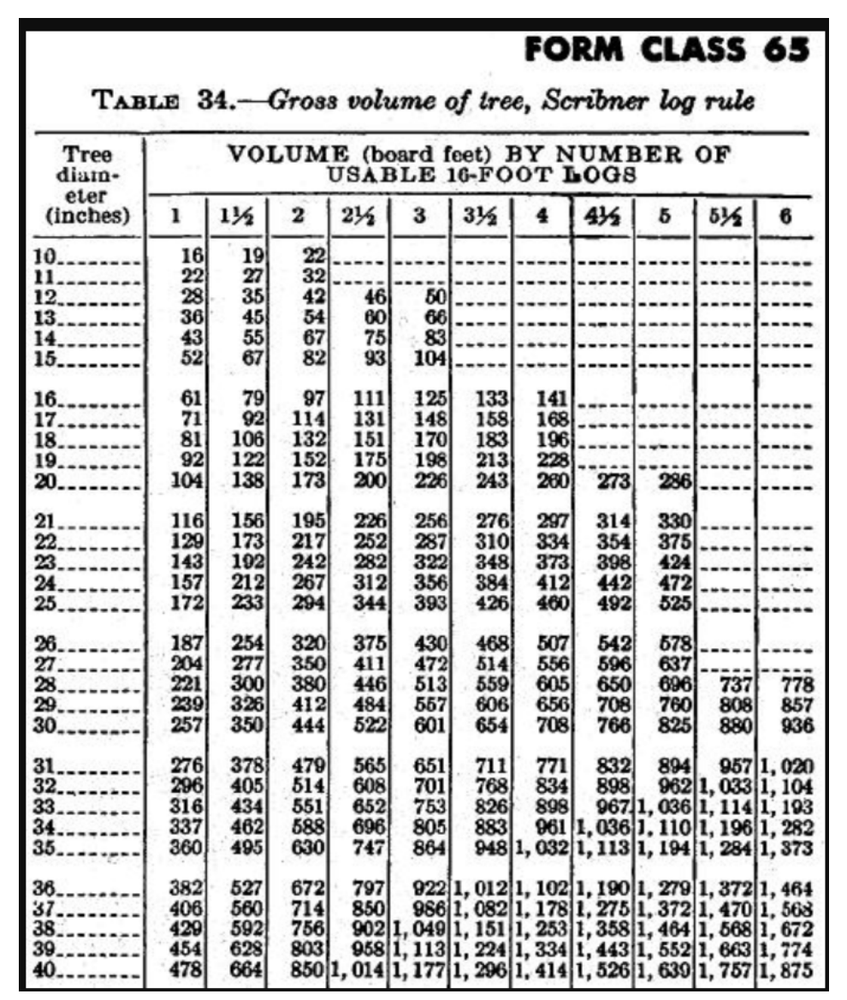 FORM CLASS 65
TABLE 34.—Gross volume of tree, Scribner log rule
Tree diam-eter (inches) VOLUME (board feet) BY NUMBER OF USABLE 16-FOOT LOGS
1 1½ 2 2½ 3 3½ 4 4½ 5 5½ 6
10 16 19 22
11 22 27 32
12 28 35 42 46 50
13 36 45 54 60 66
14 43 55 67 75 83
15 52 67 82 93 104
16 61 79 97 111 125 133 141
17 71 92 114 131 148 158 168
18 81 106 132 151 170 183 196
19 92 122 152 175 198 213 228
20 104 138 173 200 226 243 260 273 286
21 116 156 195 226 256 276 297 314 330
22 129 173 217 252 287 310 334 354 375
23 143 192 242 282 322 348 373 398 424
24 157 212 267 312 356 384 412 442 472
25 172 233 294 344 393 426 460 492 525
26 187 254 320 375 430 468 507 542 578
27 204 277 350 411 472 514 556 596 637
28 221 300 380 446 513 559 605 650 696 737 778
29 239 326 412 484 557 606 656 708 760 808 857
30 257 350 444 522 601 654 708 766 825 880 936
31 276 378 479 565 651 711 771 832 894 957 1,020
32 296 405 514 608 701 768 834 898 962 1,033 1,104
33 316 434 551 652 753 826 898 967 1,036 1,114 1,193
34 337 462 588 696 805 883 961 1,036 1,110 1,196 1,282
35 360 495 630 747 864 948 1,032 1,113 1,194 1,284 1,373
36 382 527 672 797 922 1,012 1,102 1,190 1,279 1,372 1,464
37 406 560 714 850 986 1,082 1,178 1,275 1,372 1,470 1,568
38 429 592 756 902 1,049 1,151 1,253 1,358 1,464 1,568 1,672
39 454 628 803 958 1,113 1,224 1,334 1,443 1,552 1,663 1,774
40 478 664 850 1,014 1,177 1,296 1,414 1,526 1,639 1,757 1,875